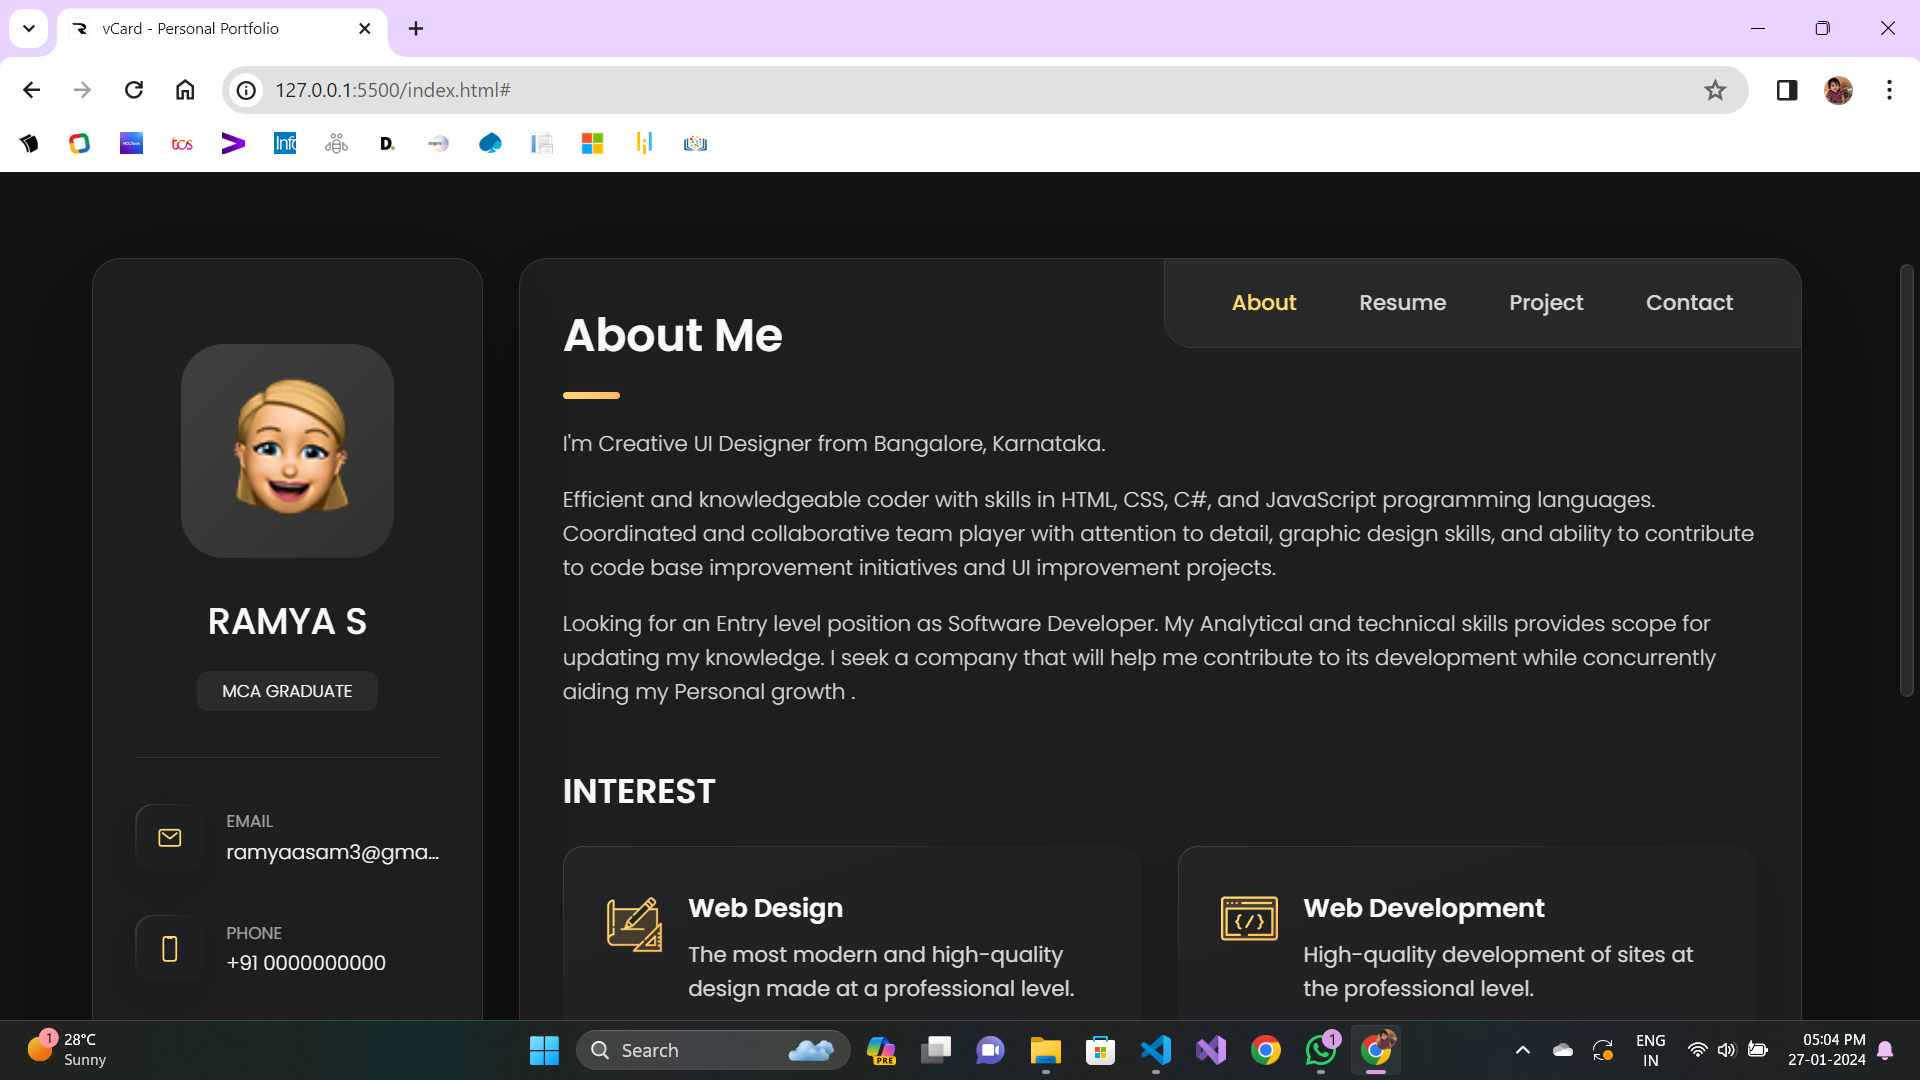 vCard - Personal Portfolio
127.0.0.1:5500/index.html#
HCLTech
tcs
Info
D.
About
Resume
Project
Contact
About Me
I'm Creative UI Designer from Bangalore, Karnataka.
Efficient and knowledgeable coder with skills in HTML, CSS, C#, and JavaScript programming languages.
Coordinated and collaborative team player with attention to detail, graphic design skills, and ability to contribute
to code base improvement initiatives and UI improvement projects.
Looking for an Entry level position as Software Developer. My Analytical and technical skills provides scope for
updating my knowledge. I seek a company that will help me contribute to its development while concurrently
aiding my Personal growth .
RAMYA S
MCA GRADUATE
EMAIL
ramyaasam3@gma...
PHONE
+91 0000000000
INTEREST
Web Design
The most modern and high-quality
design made at a professional level.
Web Development
High-quality development of sites at
the professional level.
1
28°C
Sunny
Search
PRE
1
ENG
IN
05:04 PM
27-01-2024